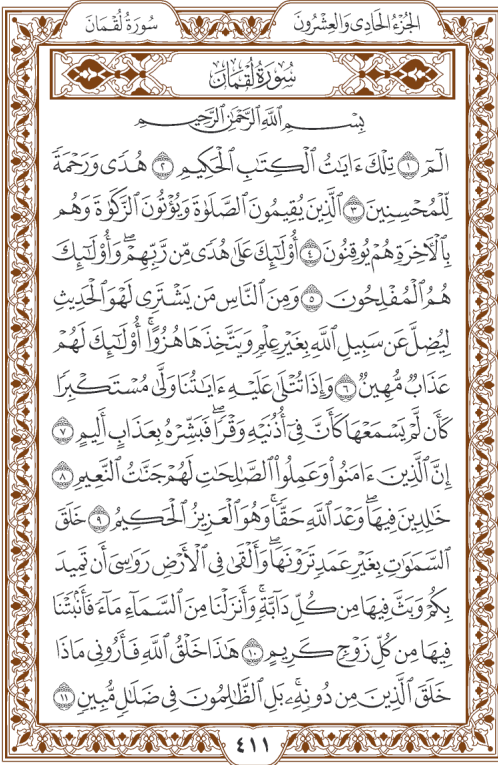 الجُزْءُ الحَادِي وَالعِشْرُونَ
سُورَةُ لُقْمَانَ
سُورَةُ لُقْمَانَ
بِسْمِ اللَّهِ الرَّحْمَٰنِ الرَّحِيمِ
الٓمٓ ١ تِلْكَ ءَايَٰتُ ٱلْكِتَٰبِ ٱلْحَكِيمِ ٢ هُدًى وَرَحْمَةً
لِّلْمُحْسِنِينَ ٣ ٱلَّذِينَ يُقِيمُونَ ٱلصَّلَوٰةَ وَيُؤْتُونَ ٱلزَّكَوٰةَ وَهُم
بِٱلْأَخِرَةِ هُمْ يُوقِنُونَ ٤ أُوْلَٰٓئِكَ عَلَىٰ هُدًى مِّن رَّبِّهِمْۖ وَأُوْلَٰٓئِكَ
هُمُ ٱلْمُفْلِحُونَ ٥ وَمِنَ ٱلنَّاسِ مَن يَشْتَرِى لَهْوَ ٱلْحَدِيثِ
لِيُضِلَّ عَن سَبِيلِ ٱللَّهِ بِغَيْرِ عِلْمٍ وَيَتَّخِذَهَا هُزُوًاۚ أُوْلَٰٓئِكَ لَهُمْ
عَذَابٌ مُّهِينٌ ٦ وَإِذَا تُتْلَىٰ عَلَيْهِ ءَايَٰتُنَا وَلَّىٰ مُسْتَكْبِرًا
كَأَن لَّمْ يَسْمَعْهَا كَأَنَّ فِىٓ أُذُنَيْهِ وَقْرًاۖ فَبَشِّرْهُ بِعَذَابٍ أَلِيمٍ ٧
إِنَّ ٱلَّذِينَ ءَامَنُوا۟ وَعَمِلُوا۟ ٱلصَّٰلِحَٰتِ لَهُمْ جَنَّٰتُ ٱلنَّعِيمِ ٨
خَٰلِدِينَ فِيهَاۖ وَعْدَ ٱللَّهِ حَقًّاۚ وَهُوَ ٱلْعَزِيزُ ٱلْحَكِيمُ ٩ خَلَقَ
ٱلسَّمَٰوَٰتِ بِغَيْرِ عَمَدٍ تَرَوْنَهَاۖ وَأَلْقَىٰ فِى ٱلْأَرْضِ رَوَٰسِىَ أَن تَمِيدَ
بِكُمْ وَبَثَّ فِيهَا مِن كُلِّ دَآبَّةٍۚ وَأَنزَلْنَا مِنَ ٱلسَّمَآءِ مَآءً فَأَنۢبَتْنَا
فِيهَا مِن كُلِّ زَوْجٍ كَرِيمٍ ١٠ هَٰذَا خَلْقُ ٱللَّهِ فَأَرُونِى مَاذَا
خَلَقَ ٱلَّذِينَ مِن دُونِهِۦۚ بَلِ ٱلظَّٰلِمُونَ فِى ضَلَٰلٍ مُّبِينٍ ١١
٤١١